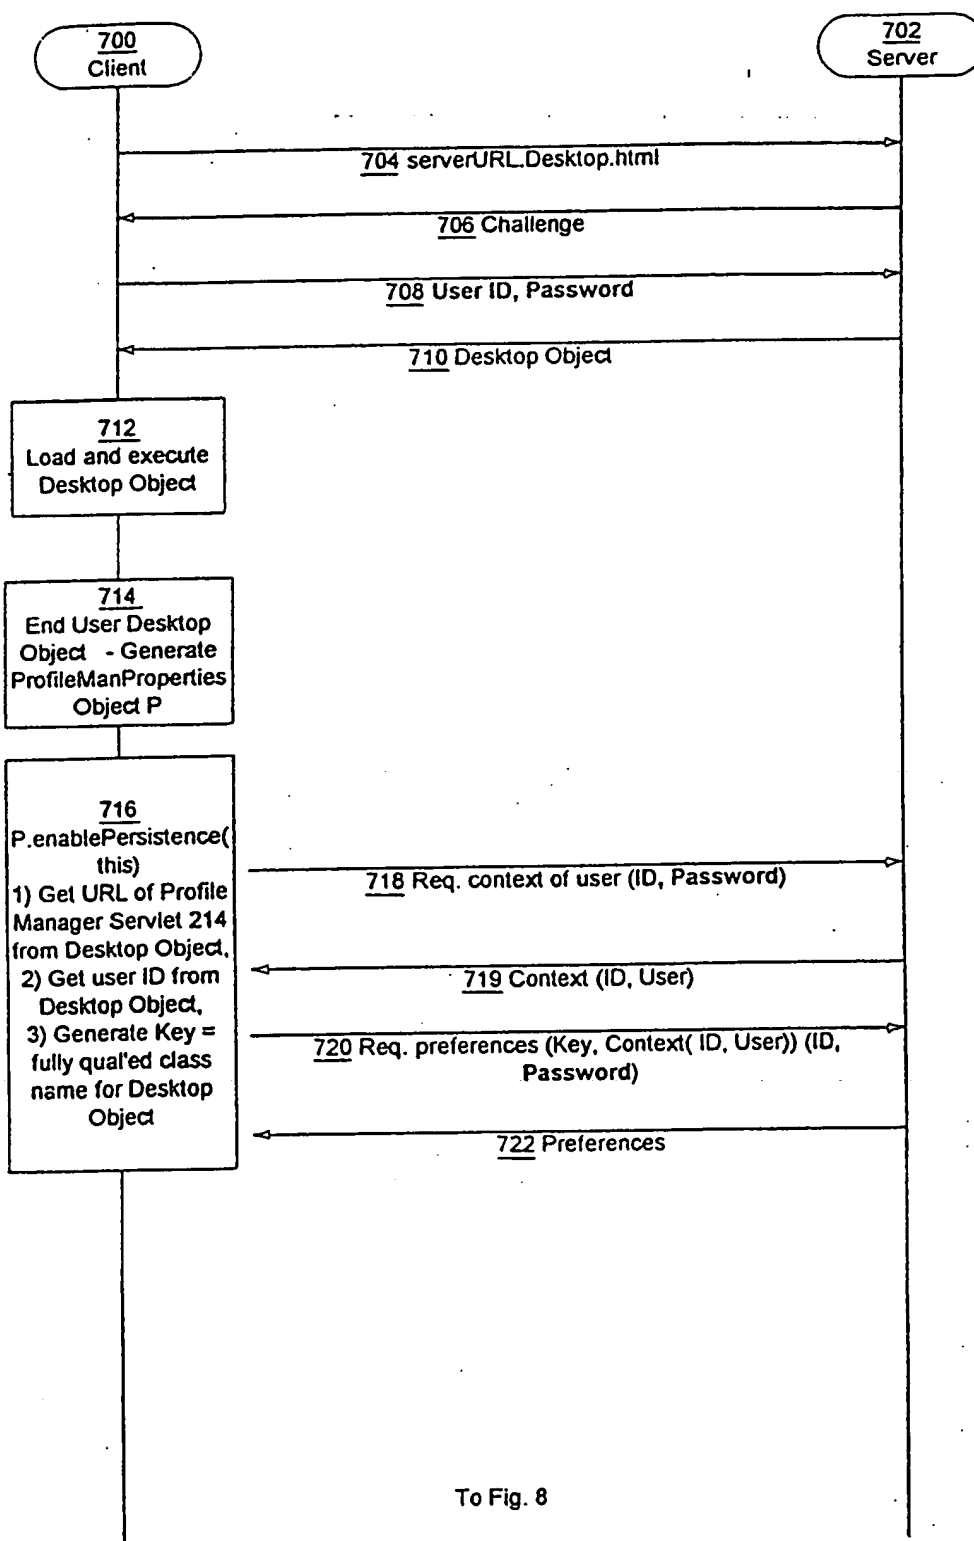 700
Client
702
Server
704 serverURL.Desktop.html
706 Challenge
708 User ID, Password
710 Desktop Object
712
Load and execute
Desktop Object
714
End User Desktop
Object - Generate
ProfileManProperties
Object P
716
P.enablePersistence(
this)
1) Get URL of Profile
Manager Servlet 214
from Desktop Object,
2) Get user ID from
Desktop Object,
3) Generate Key =
fully qual'ed class
name for Desktop
Object
718 Req. context of user (ID, Password)
719 Context (ID, User)
720 Req. preferences (Key, Context( ID, User)) (ID,
Password)
722 Preferences
To Fig. 8